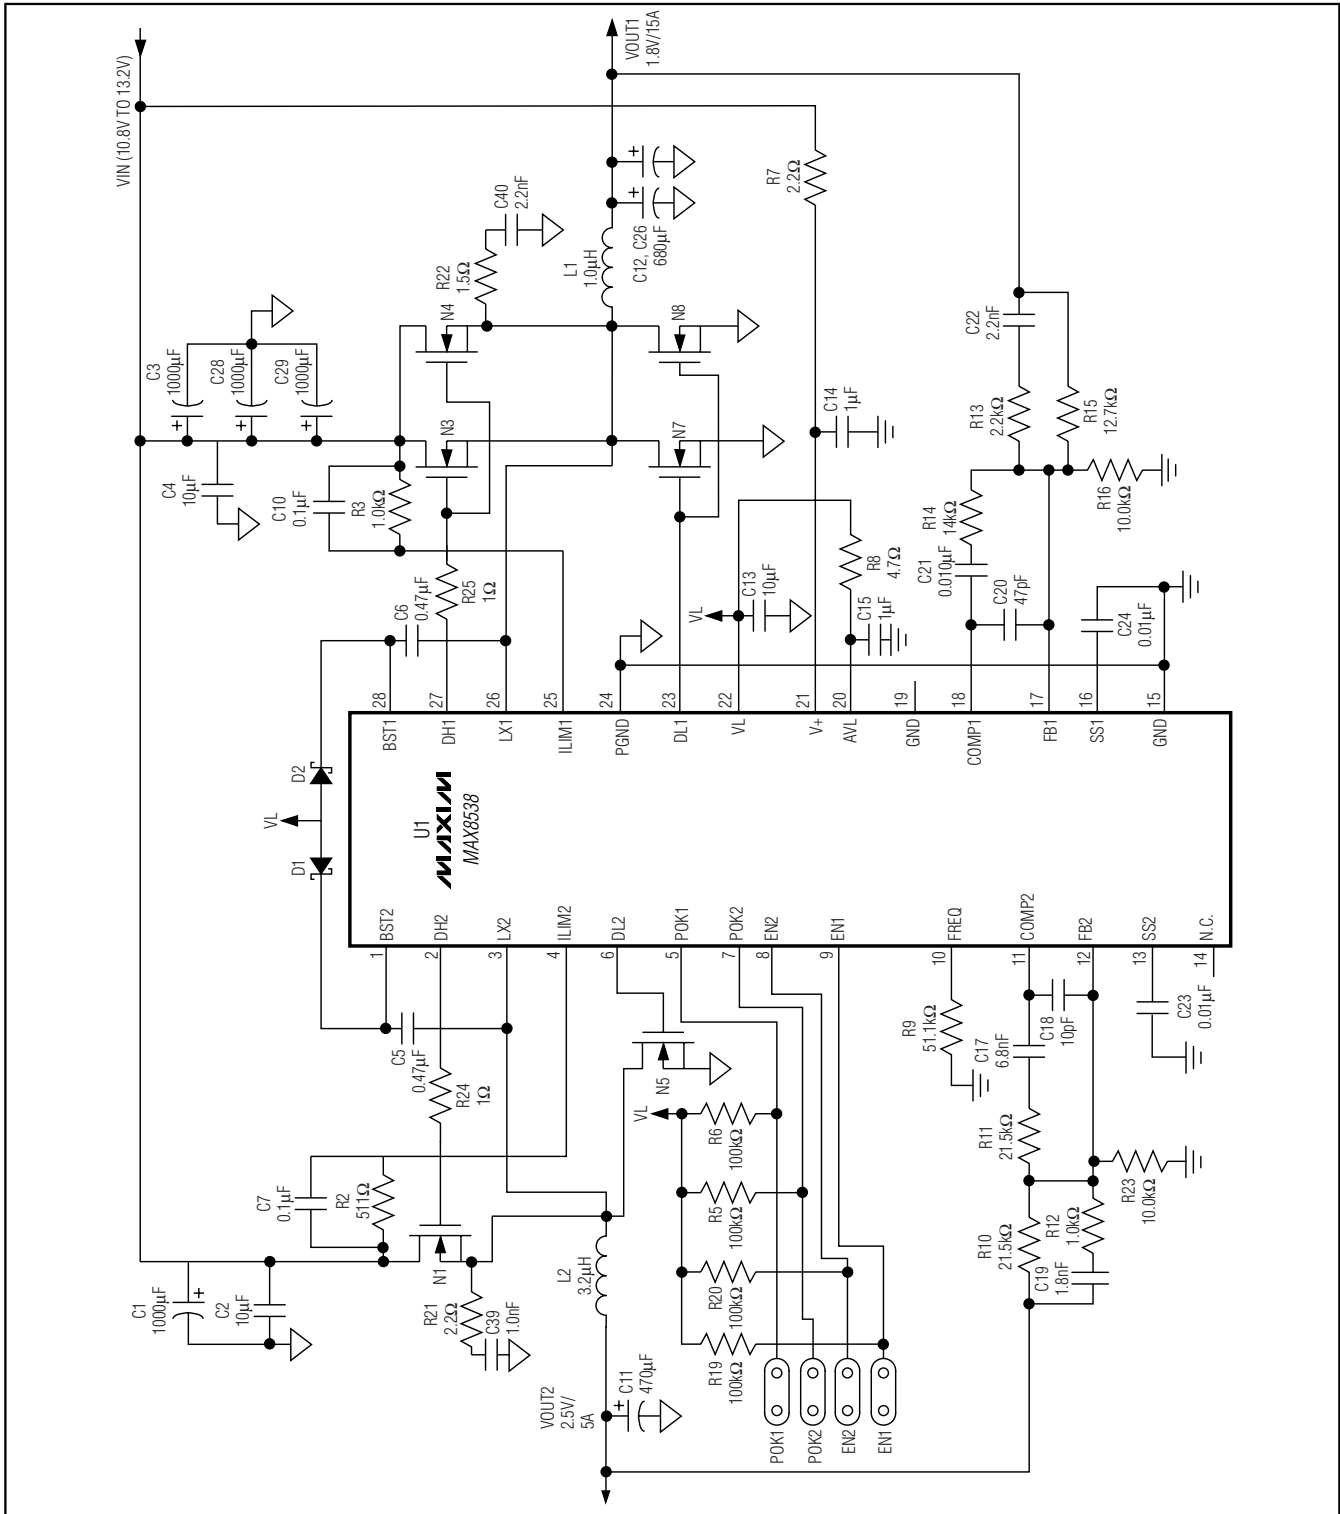 VIN (10.8V TO 13.2V)
VOUT1
1.8V/15A
C3
1000µF
C28
1000µF
C29
1000µF
C4
10µF
C10
0.1µF
R3
1.0kΩ
N4
N3
R22
1.5Ω
C40
2.2nF
L1
1.0µH
C12, C26
680µF
N8
N7
R7
2.2Ω
C14
1µF
C22
2.2nF
R13
2.2kΩ
R15
12.7kΩ
R16
10.0kΩ
R14
14kΩ
C21
0.010µF
C20
47pF
C24
0.01µF
R8
4.7Ω
C15
1µF
VL
C13
10µF
R25
1Ω
C6
0.47µF
D2
VL
D1
28
27
26
25
24
23
22
21
20
19
18
17
16
15
BST1
DH1
LX1
ILIM1
PGND
DL1
VL
V+
AVL
GND
COMP1
FB1
SS1
GND
U1
MAXIM
MAX8538
BST2
DH2
LX2
ILIM2
DL2
POK1
POK2
EN2
EN1
FREQ
COMP2
FB2
SS2
N.C.
1
2
3
4
6
5
7
8
9
10
11
12
13
14
C5
0.47µF
R24
1Ω
N5
VL
R6
100kΩ
R5
100kΩ
R20
100kΩ
R19
100kΩ
R9
51.1kΩ
C17
6.8nF
C18
10pF
C23
0.01µF
R11
21.5kΩ
R10
21.5kΩ
R12
1.0kΩ
R23
10.0kΩ
C19
1.8nF
C7
0.1µF
R2
511Ω
N1
C1
1000µF
C2
10µF
R21
2.2Ω
C39
1.0nF
L2
3.2µH
VOUT2
2.5V/
5A
C11
470µF
POK1
POK2
EN2
EN1